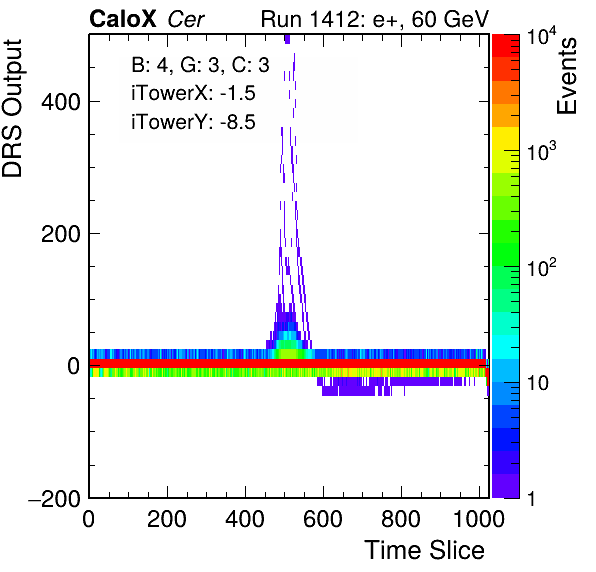 CaloX Cer Run 1412: e+, 60 GeV
B: 4, G: 3, C: 3
iTowerX: -1.5
iTowerY: -8.5
DRS Output
400
200
0
−200
0 200 400 600 800 1000
Time Slice
Events
10^4
10^3
10^2
10
1